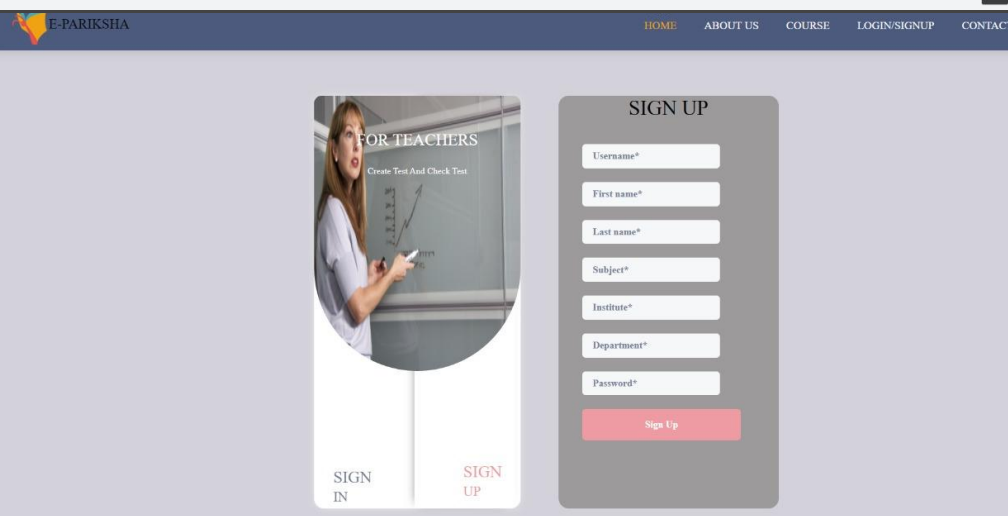 E-PARIKSHA
HOME ABOUT US COURSE LOGIN/SIGNUP CONTACT
FOR TEACHERS
Create Test And Check Test
SIGN
IN
SIGN
UP
SIGN UP
Username*
First name*
Last name*
Subject*
Institute*
Department*
Password*
Sign Up